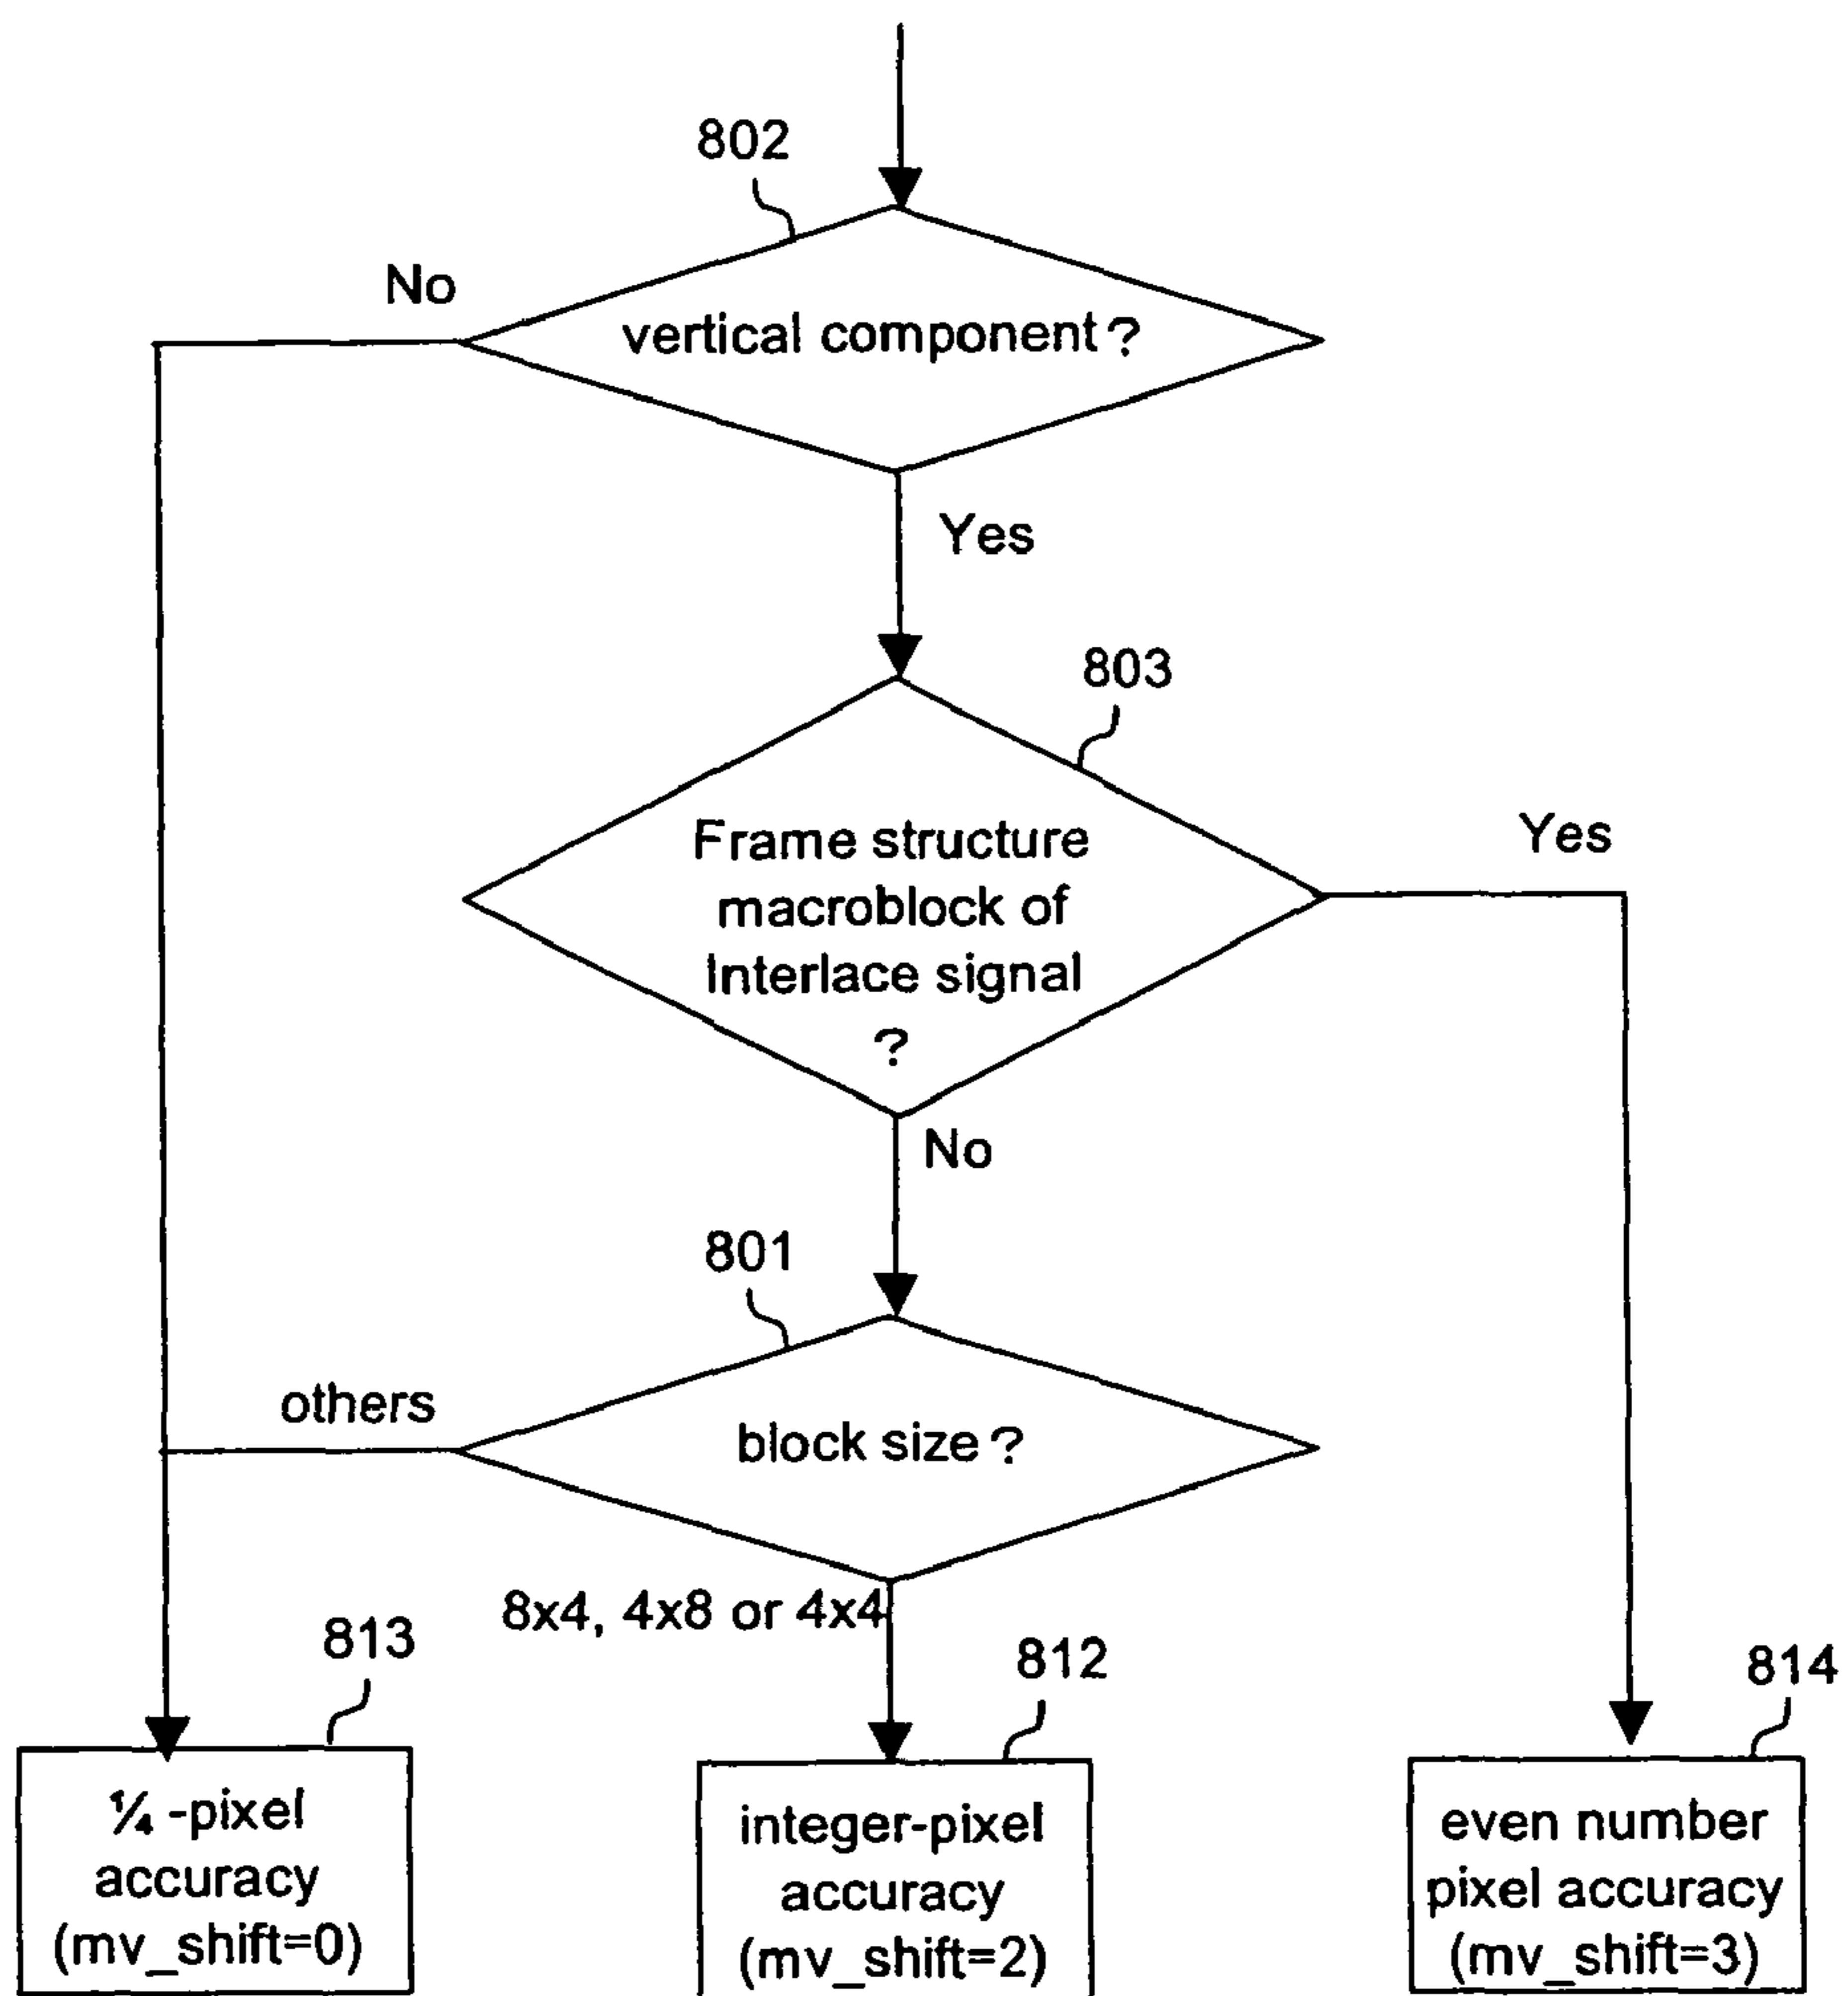 802
No
vertical component?
Yes
803
Frame structure
macroblock of
Interlace signal
?
Yes
No
801
others
block size?
8x4, 4x8 or 4x4
813
812
814
¼-pixel
accuracy
(mv_shift=0)
integer-pixel
accuracy
(mv_shift=2)
even number
pixel accuracy
(mv_shift=3)